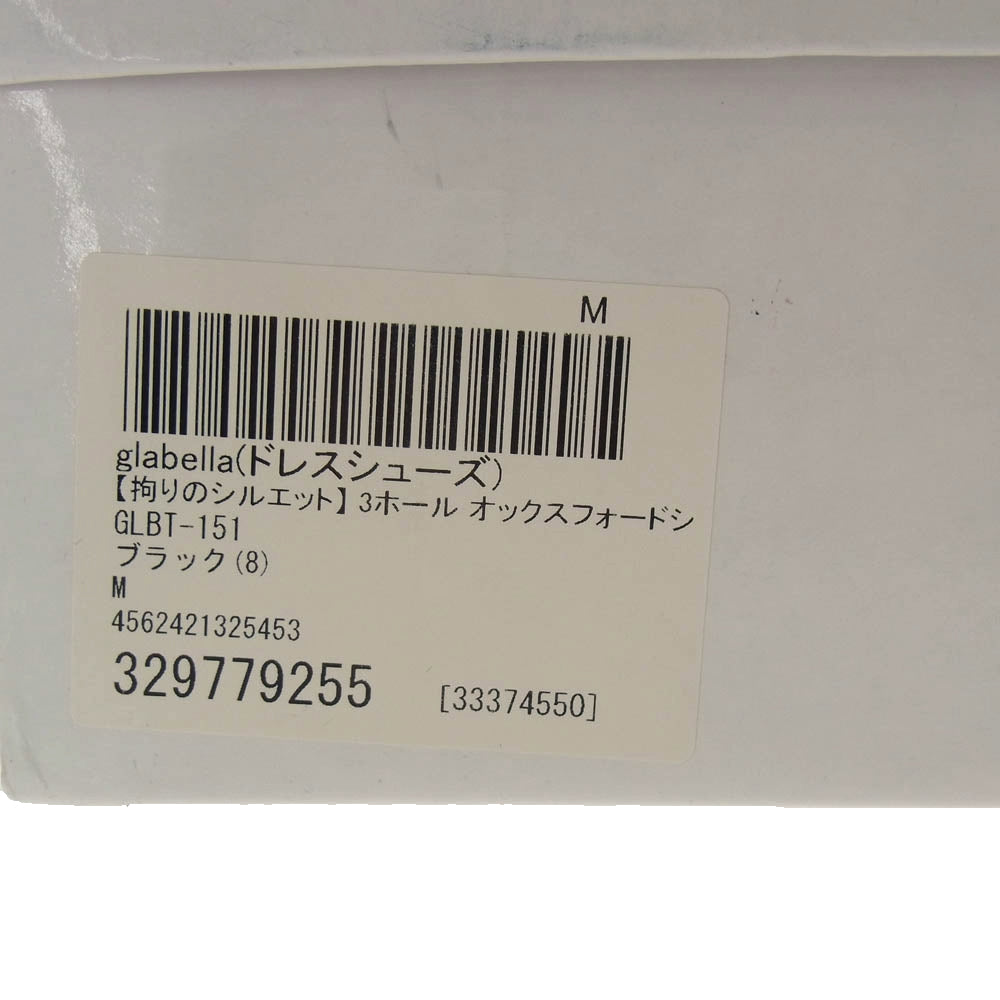 M
glabella(ドレスシューズ)
【拘りのシルエット】3ホール オックスフォードシ
GLBT-151
ブラック(8)
M
4562421325453
329779255 [33374550]